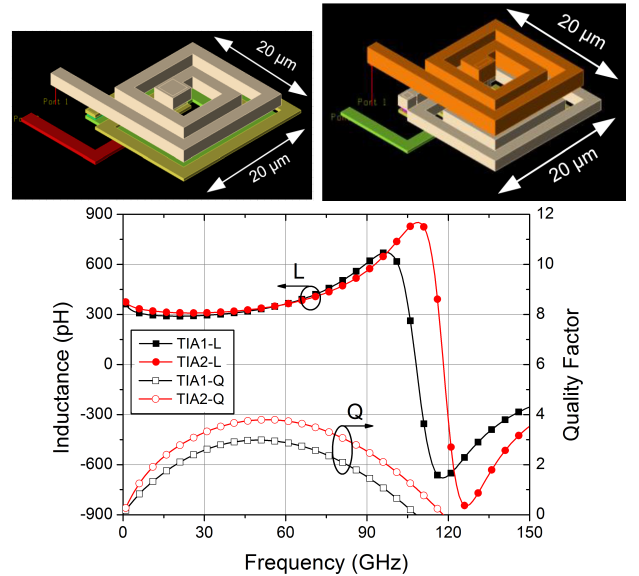 20 µm
Port 1
20 µm
20 µm
Port 1
20 µm
900
600
300
0
-300
-600
-900
Inductance (pH)
12
10
8
6
4
2
0
Quality Factor
L
TIA1-L
TIA2-L
TIA1-Q
TIA2-Q
Q
0
30
60
90
120
150
Frequency (GHz)